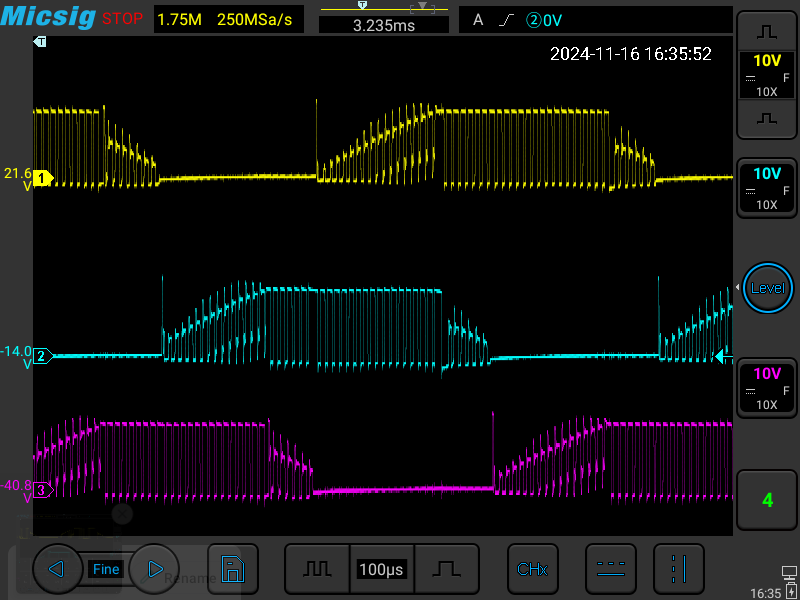 Micsig STOP 1.75M 250MSa/s T 3.235ms A 2 0V
T
2024-11-16 16:35:52
10V
F
10X
21.6
V
1
10V
F
10X
Level
-14.0
V
2
10V
F
10X
-40.8
V
3
4
Fine
Rename
100μs
CHx
16:35